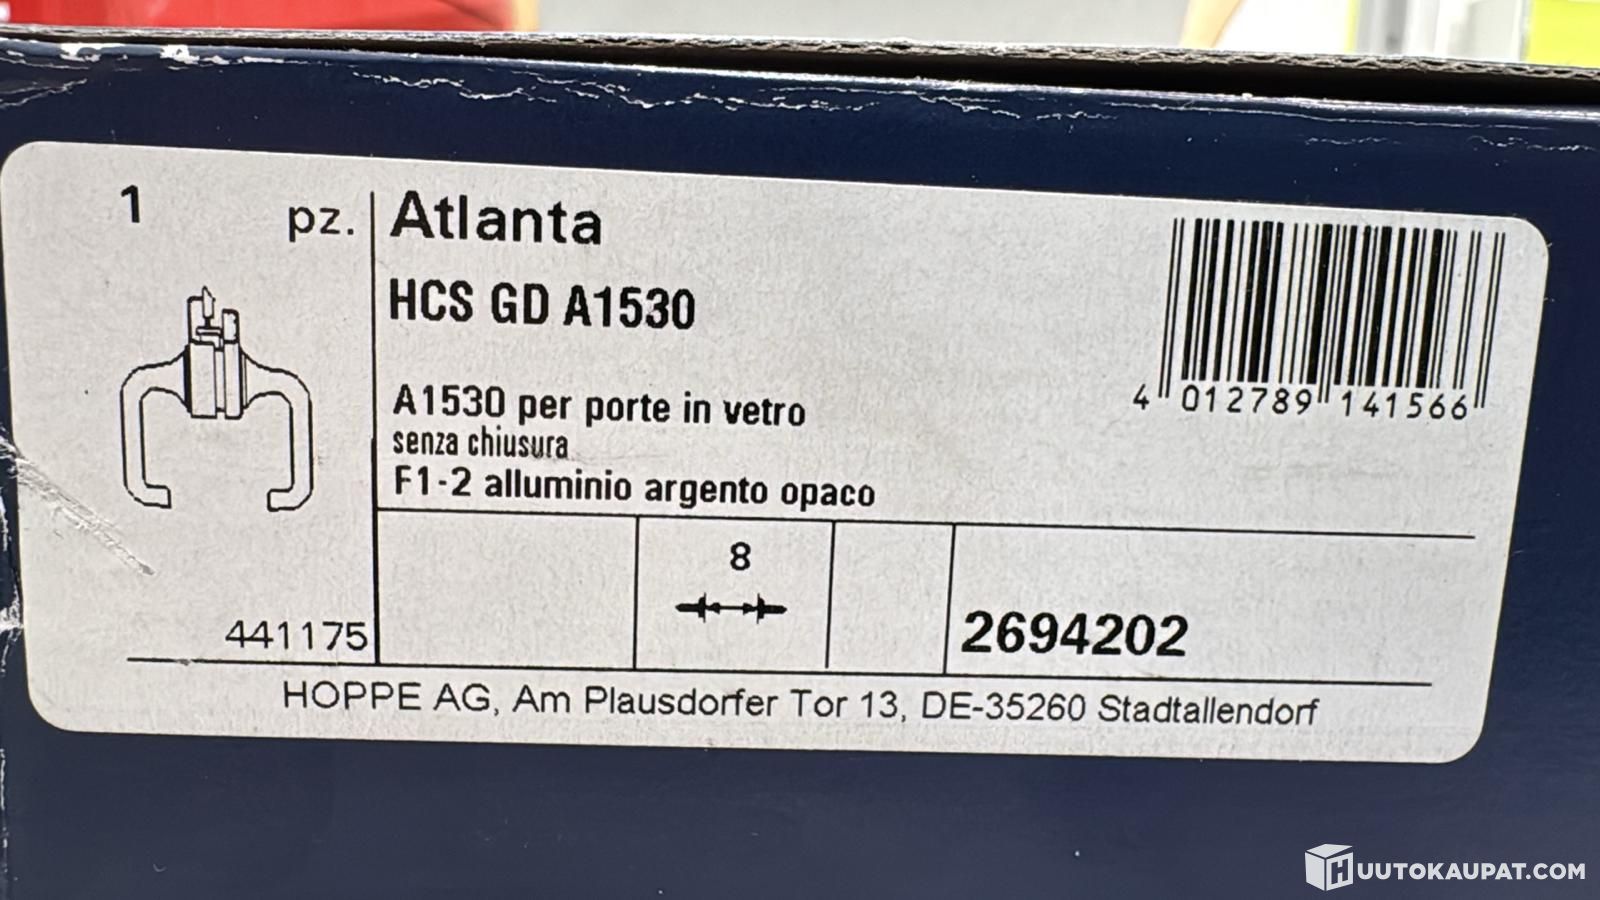 1 pz.
Atlanta
HCS GD A1530
A1530 per porte in vetro
senza chiusura
F1-2 alluminio argento opaco
4 012789 141566
441175
8
2694202
HOPPE AG, Am Plausdorfer Tor 13, DE-35260 Stadtallendorf
HUUTOKAUPAT.COM